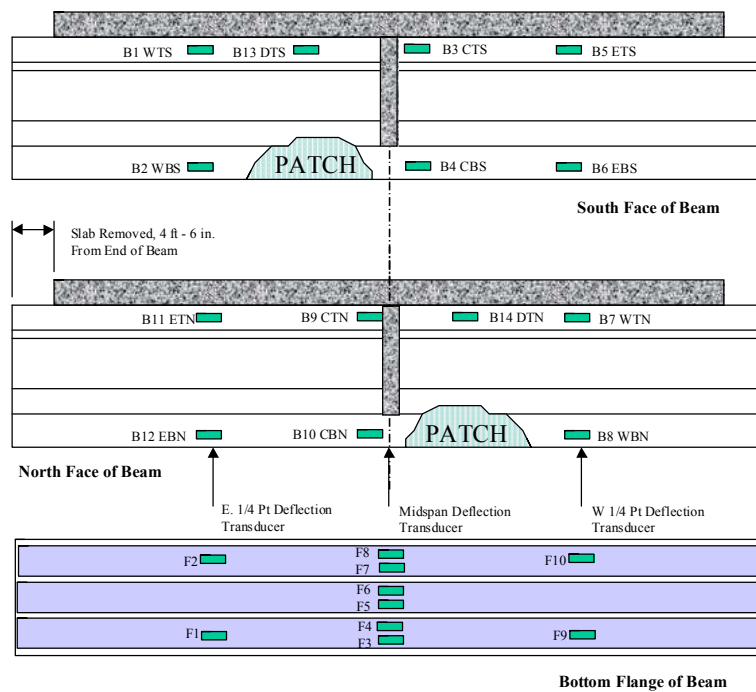 B1 WTS
B13 DTS
B3 CTS
B5 ETS
PATCH
B2 WBS
B4 CBS
B6 EBS
South Face of Beam
Slab Removed, 4 ft - 6 in.
From End of Beam
B11 ETN
B9 CTN
B14 DTN
B7 WTN
PATCH
B12 EBN
B10 CBN
B8 WBN
North Face of Beam
E. 1/4 Pt Deflection
Transducer
Midspan Deflection
Transducer
W 1/4 Pt Deflection
Transducer
F2
F8
F7
F10
F6
F5
F1
F4
F3
F9
Bottom Flange of Beam